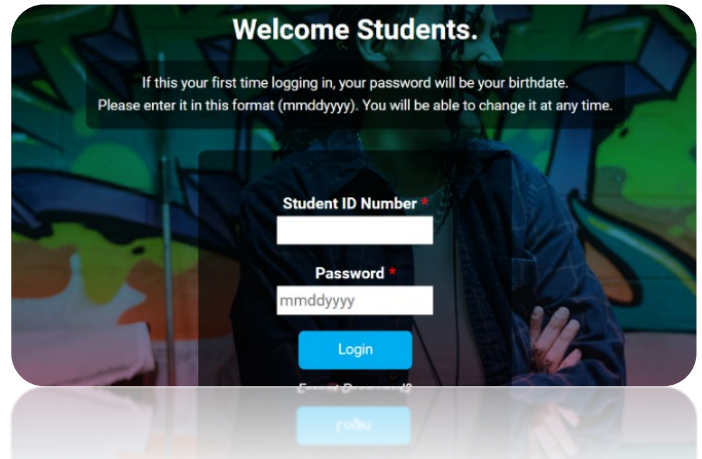 Welcome Students.
If this your first time logging in, your password will be your birthdate.
Please enter it in this format (mmddyyyy). You will be able to change it at any time.
Student ID Number *
Password *
mmddyyyy
Login